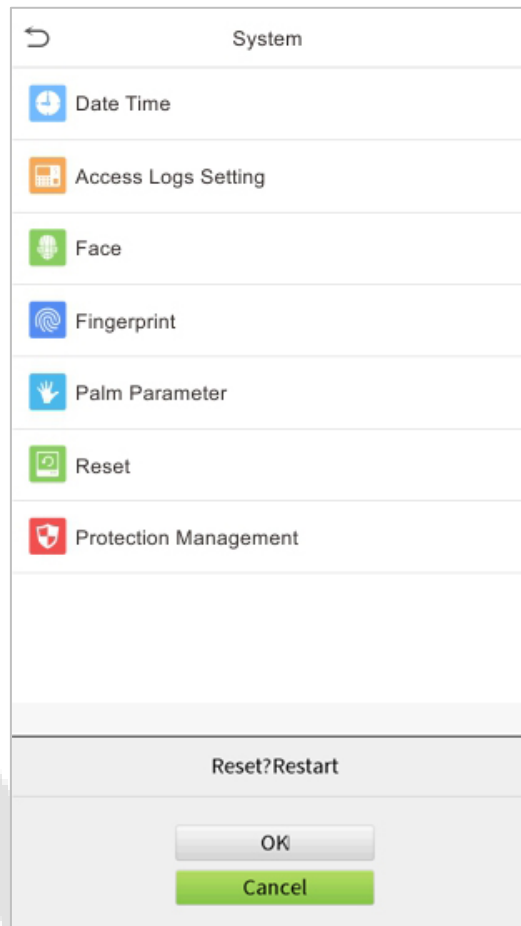 System
Date Time
Access Logs Setting
Face
Fingerprint
Palm Parameter
Reset
Protection Management
Reset?Restart
OK
Cancel